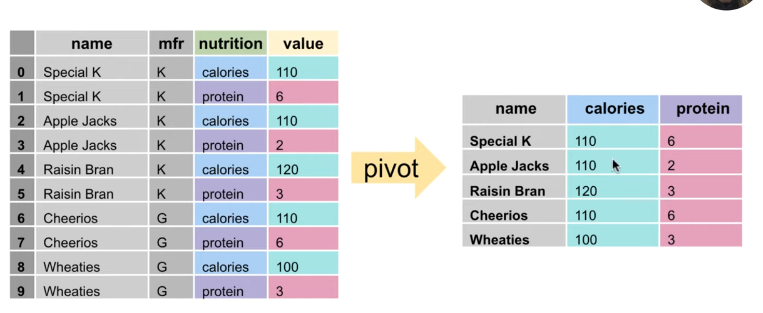 name mfr nutrition value
0 Special K K calories 110
1 Special K K protein 6
2 Apple Jacks K calories 110
3 Apple Jacks K protein 2
4 Raisin Bran K calories 120
5 Raisin Bran K protein 3
6 Cheerios G calories 110
7 Cheerios G protein 6
8 Wheaties G calories 100
9 Wheaties G protein 3
pivot
name calories protein
Special K 110 6
Apple Jacks 110 2
Raisin Bran 120 3
Cheerios 110 6
Wheaties 100 3